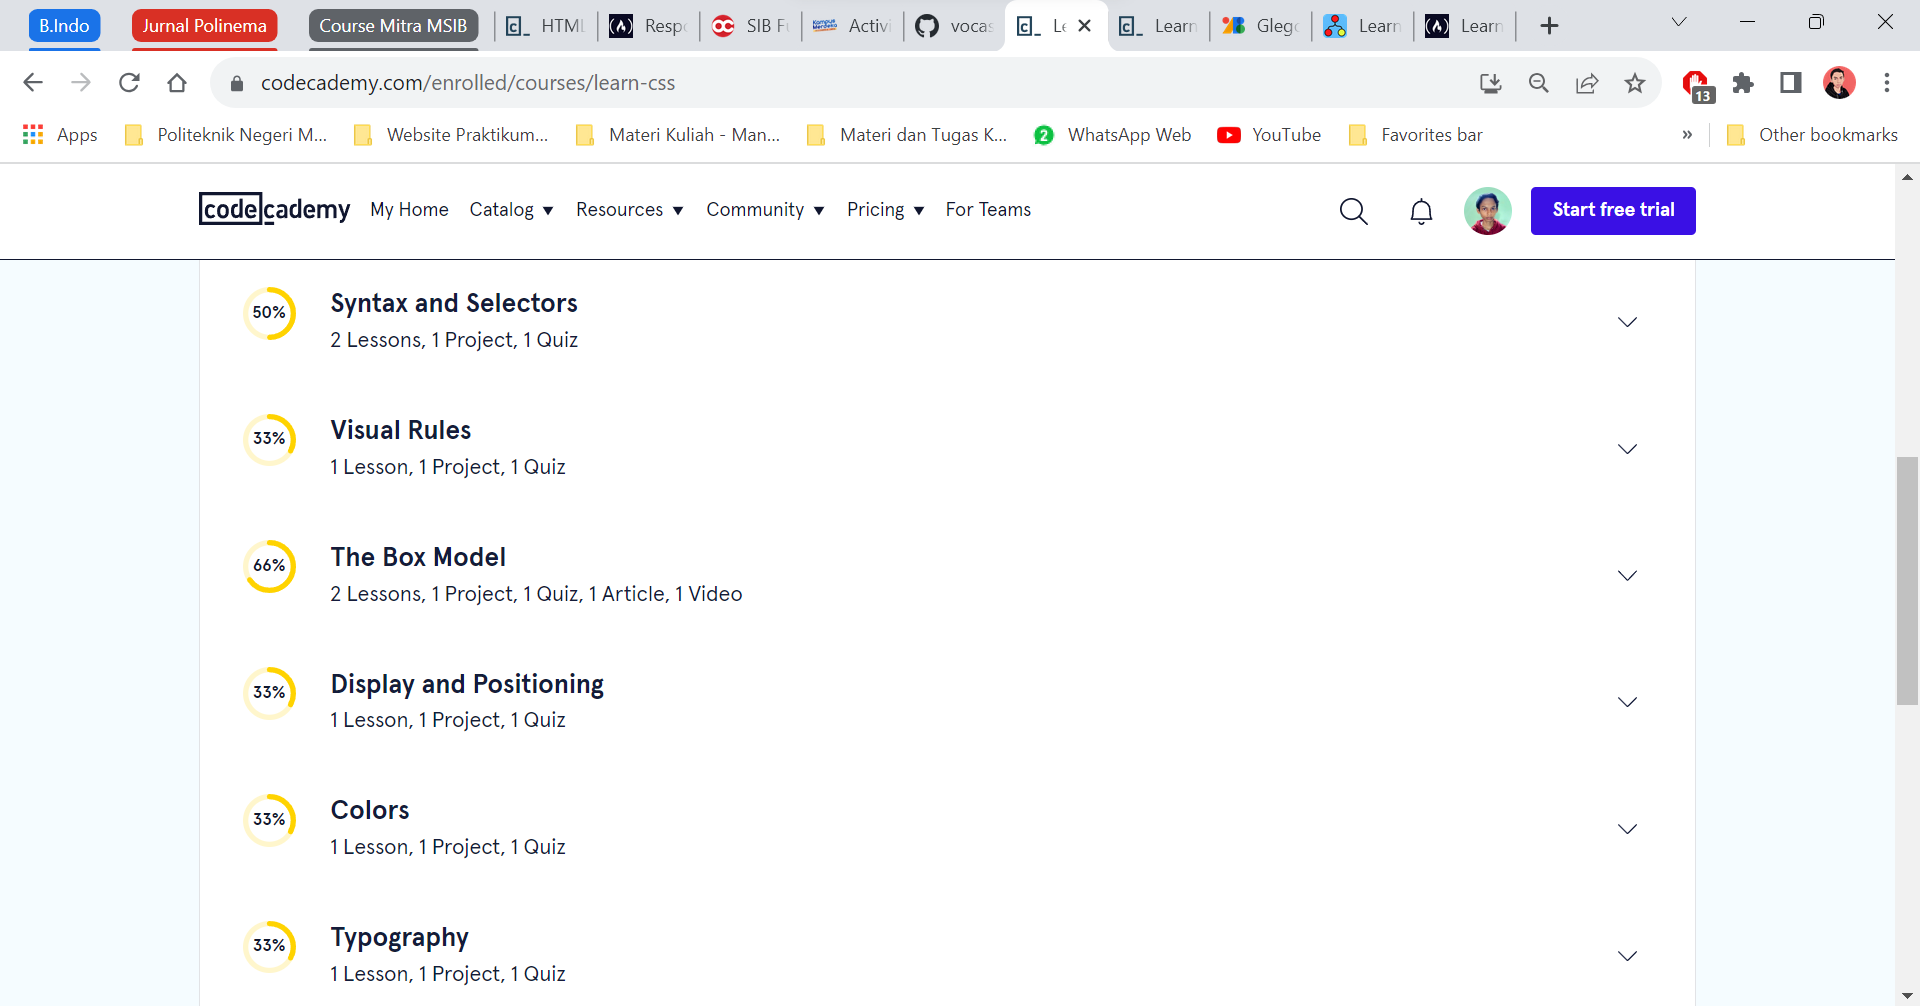 B.Indo
Jurnal Polinema
Course Mitra MSIB
HTML
Resp
SIB Fu
Activi
vocas
Le
Learn
Glego
Learn
Learn
codecademy.com/enrolled/courses/learn-css
13
Apps
Politeknik Negeri M...
Website Praktikum...
Materi Kuliah - Man...
Materi dan Tugas K...
2
WhatsApp Web
YouTube
Favorites bar
»
Other bookmarks
codecademy
My Home
Catalog
Resources
Community
Pricing
For Teams
Start free trial
50%
Syntax and Selectors
2 Lessons, 1 Project, 1 Quiz
33%
Visual Rules
1 Lesson, 1 Project, 1 Quiz
66%
The Box Model
2 Lessons, 1 Project, 1 Quiz, 1 Article, 1 Video
33%
Display and Positioning
1 Lesson, 1 Project, 1 Quiz
33%
Colors
1 Lesson, 1 Project, 1 Quiz
33%
Typography
1 Lesson, 1 Project, 1 Quiz